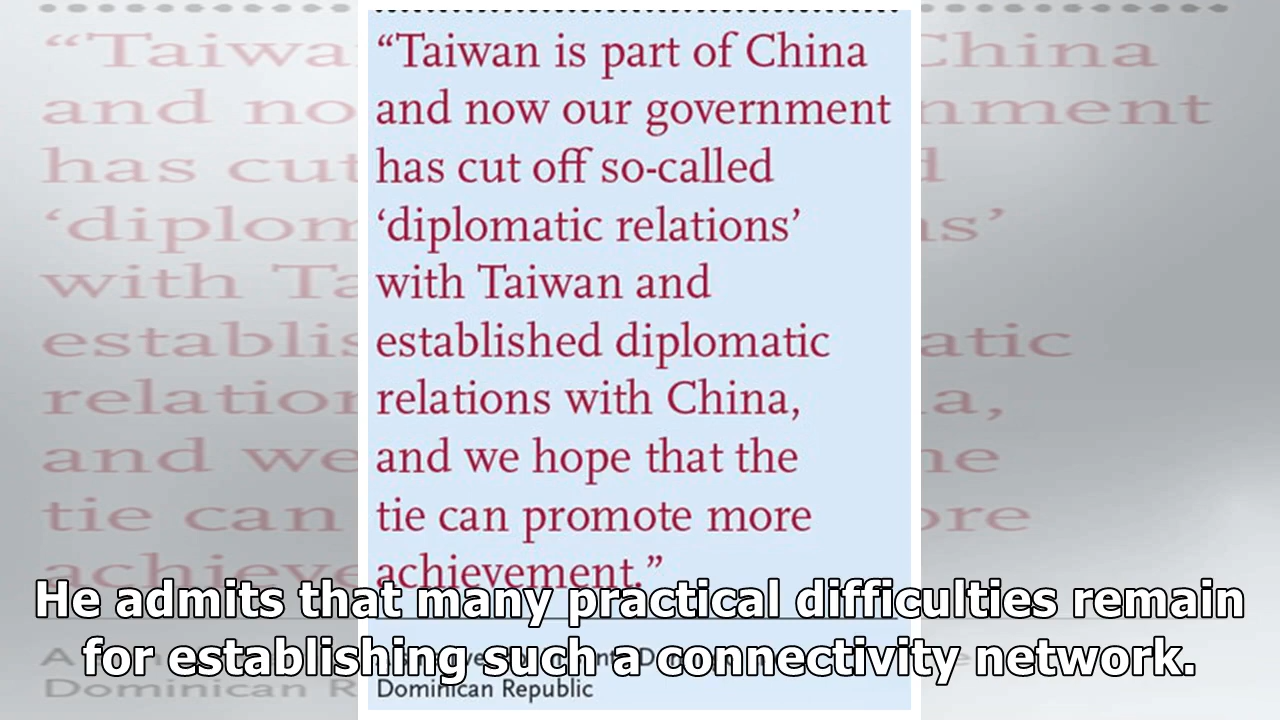 “Taiwan is part of China
and now our government
has cut off so-called
‘diplomatic relations’
with Taiwan and
established diplomatic
relations with China,
and we hope that the
tie can promote more
achievement.”
He admits that many practical difficulties remain
for establishing such a connectivity network.
Dominican Republic